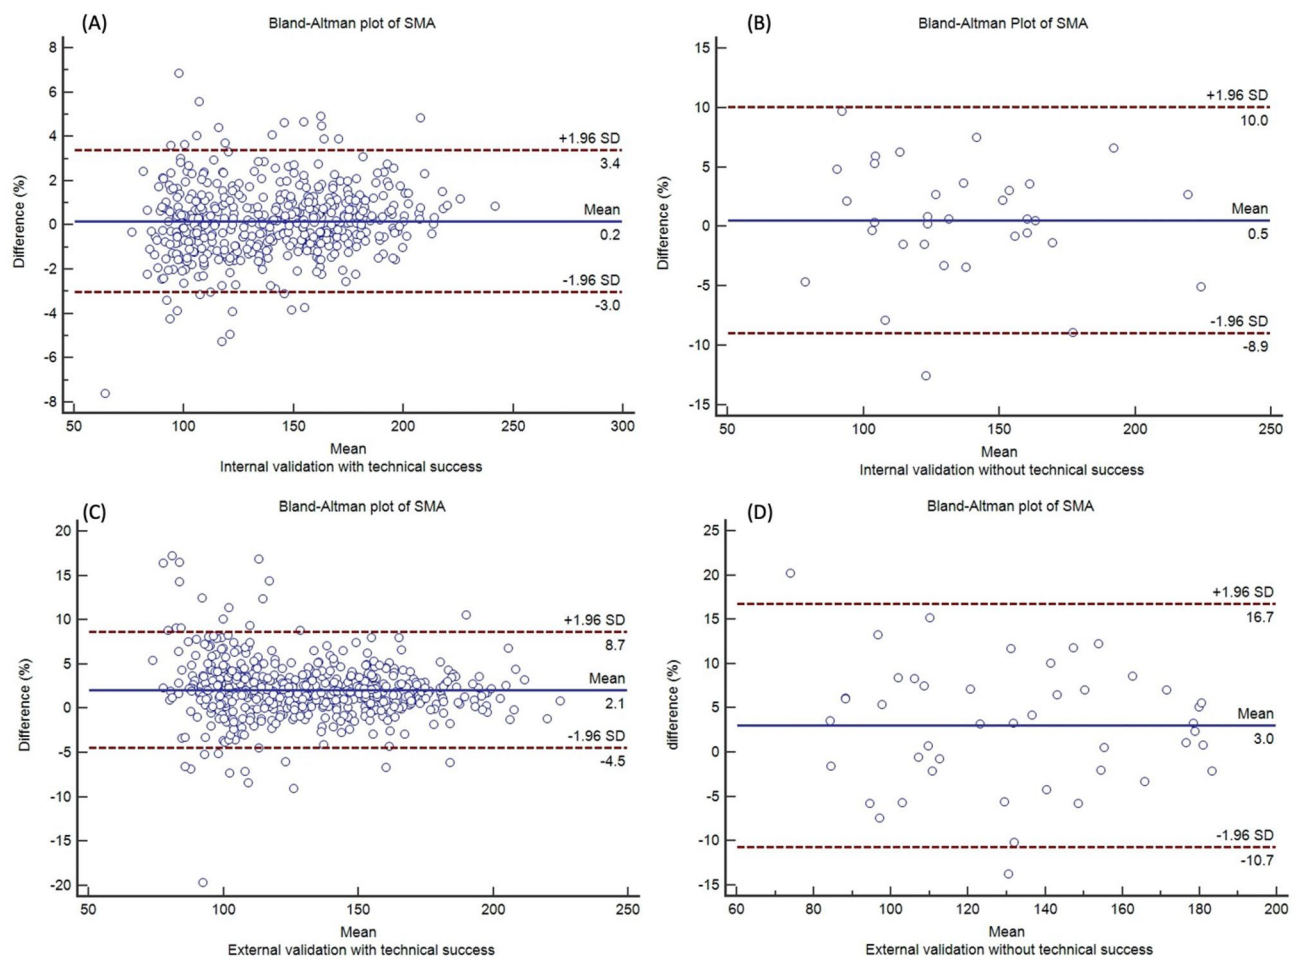 (A)
Bland-Altman plot of SMA
Difference (%)
8
6
4
2
0
-2
-4
-6
-8
+1.96 SD
3.4
Mean
0.2
-1.96 SD
-3.0
50 100 150 200 250 300
Mean
Internal validation with technical success
(B)
Bland-Altman Plot of SMA
Difference (%)
15
10
5
0
-5
-10
-15
+1.96 SD
10.0
Mean
0.5
-1.96 SD
-8.9
50 100 150 200 250
Mean
Internal validation without technical success
(C)
Bland-Altman plot of SMA
Difference (%)
20
15
10
5
0
-5
-10
-15
-20
+1.96 SD
8.7
Mean
2.1
-1.96 SD
-4.5
50 100 150 200 250
Mean
External validation with technical success
(D)
Bland-Altman plot of SMA
difference (%)
25
20
15
10
5
0
-5
-10
-15
+1.96 SD
16.7
Mean
3.0
-1.96 SD
-10.7
60 80 100 120 140 160 180 200
Mean
External validation without technical success